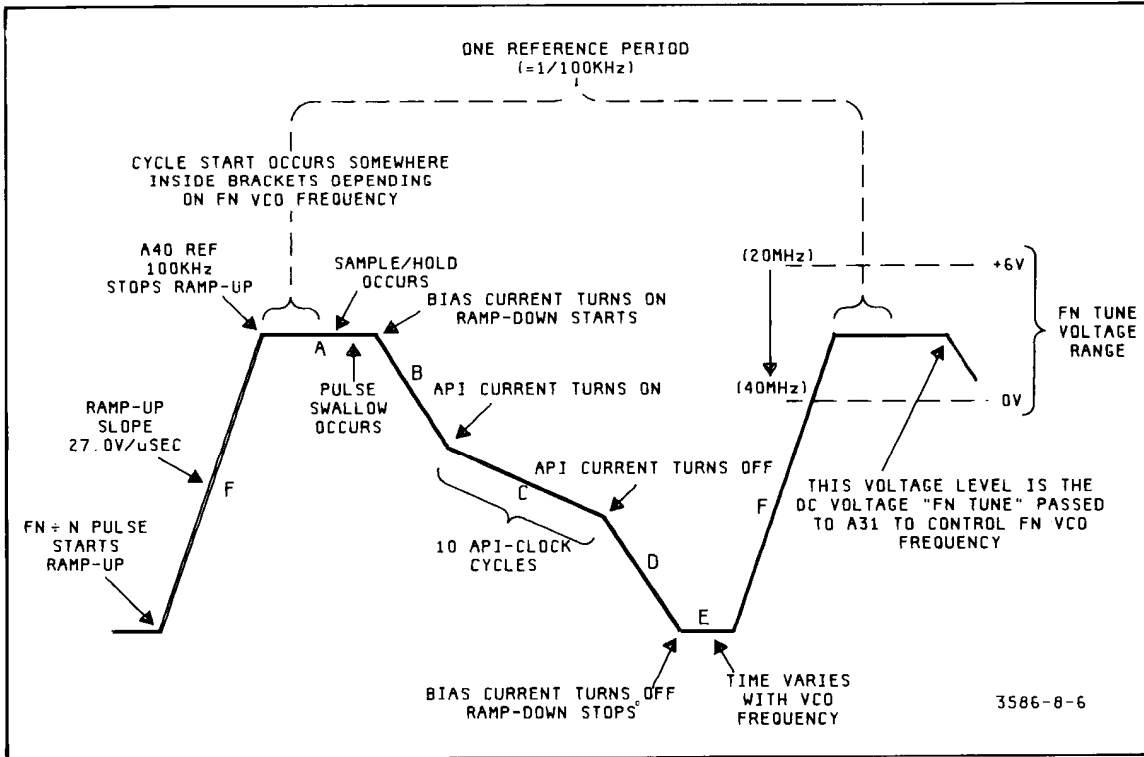 ONE REFERENCE PERIOD
(=1/100KHz)
CYCLE START OCCURS SOMEWHERE
INSIDE BRACKETS DEPENDING
ON FN VCO FREQUENCY
A40 REF
100KHz
STOPS RAMP-UP
SAMPLE/HOLD
OCCURS
BIAS CURRENT TURNS ON
RAMP-DOWN STARTS
(20MHz)
+6V
FN TUNE
VOLTAGE
RANGE
A
B
PULSE
SWALLOW
OCCURS
API CURRENT TURNS ON
(40MHz)
0V
RAMP-UP
SLOPE
27.0V/uSEC
F
C
API CURRENT TURNS OFF
F
THIS VOLTAGE LEVEL IS THE
DC VOLTAGE "FN TUNE" PASSED
TO A31 TO CONTROL FN VCO
FREQUENCY
FN ÷ N PULSE
STARTS
RAMP-UP
10 API-CLOCK
CYCLES
D
E
BIAS CURRENT TURNS OFF
RAMP-DOWN STOPS
TIME VARIES
WITH VCO
FREQUENCY
3586-8-6